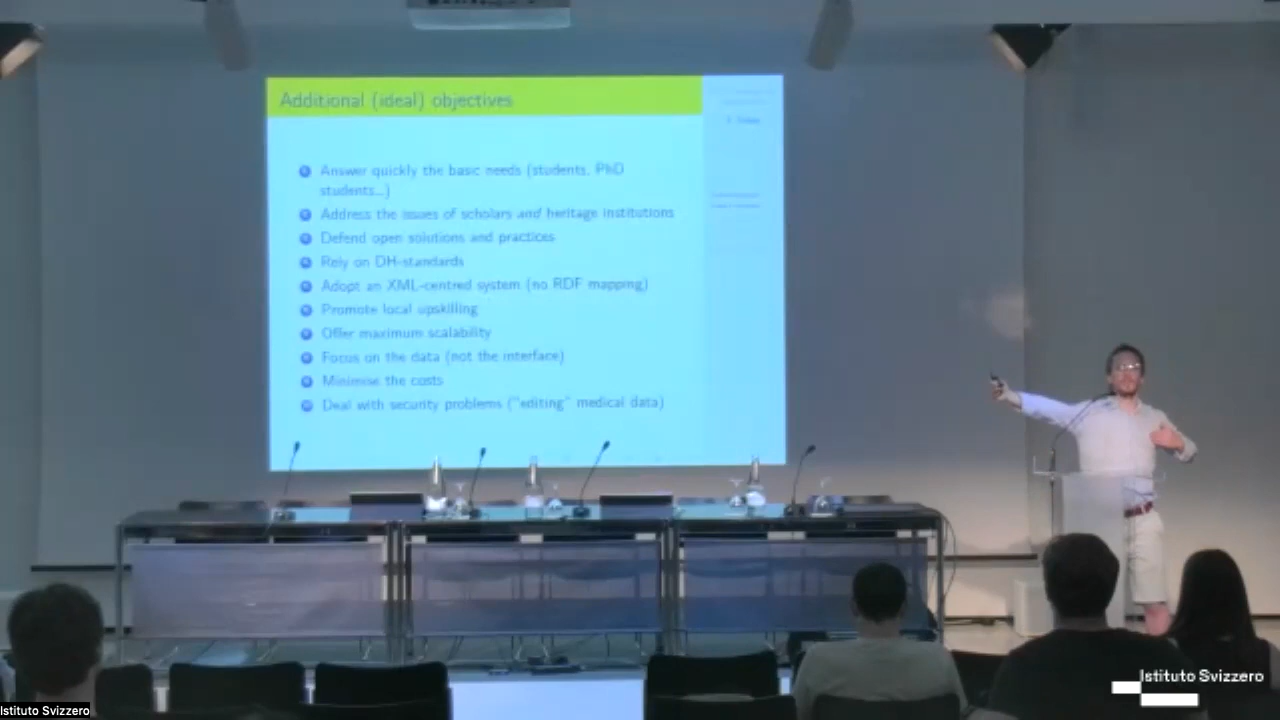 Additional (ideal) objectives
Answer quickly the basic needs (students, PhD
students...)
Address the issues of scholars and heritage institutions
Defend open solutions and practices
Rely on DH-standards
Adopt an XML-centred system (no RDF mapping)
Promote local upskilling
Offer maximum scalability
Focus on the data (not the interface)
Minimise the costs
Deal with security problems ("editing" medical data)
Istituto Svizzero
Istituto Svizzero